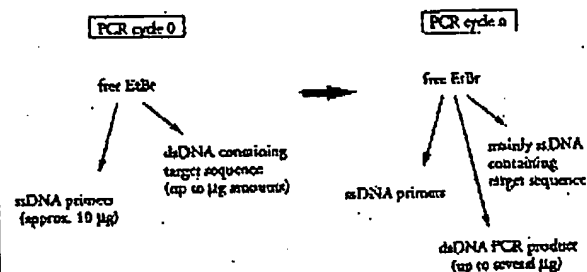 PCR cycle 0
free EtBr
dsDNA containing
target sequence
(up to µg amounts)
ssDNA primers
(approx. 10 µg)
PCR cycle n
free EtBr
mainly ssDNA
containing
target sequence
ssDNA primers
dsDNA PCR product
(up to several µg)